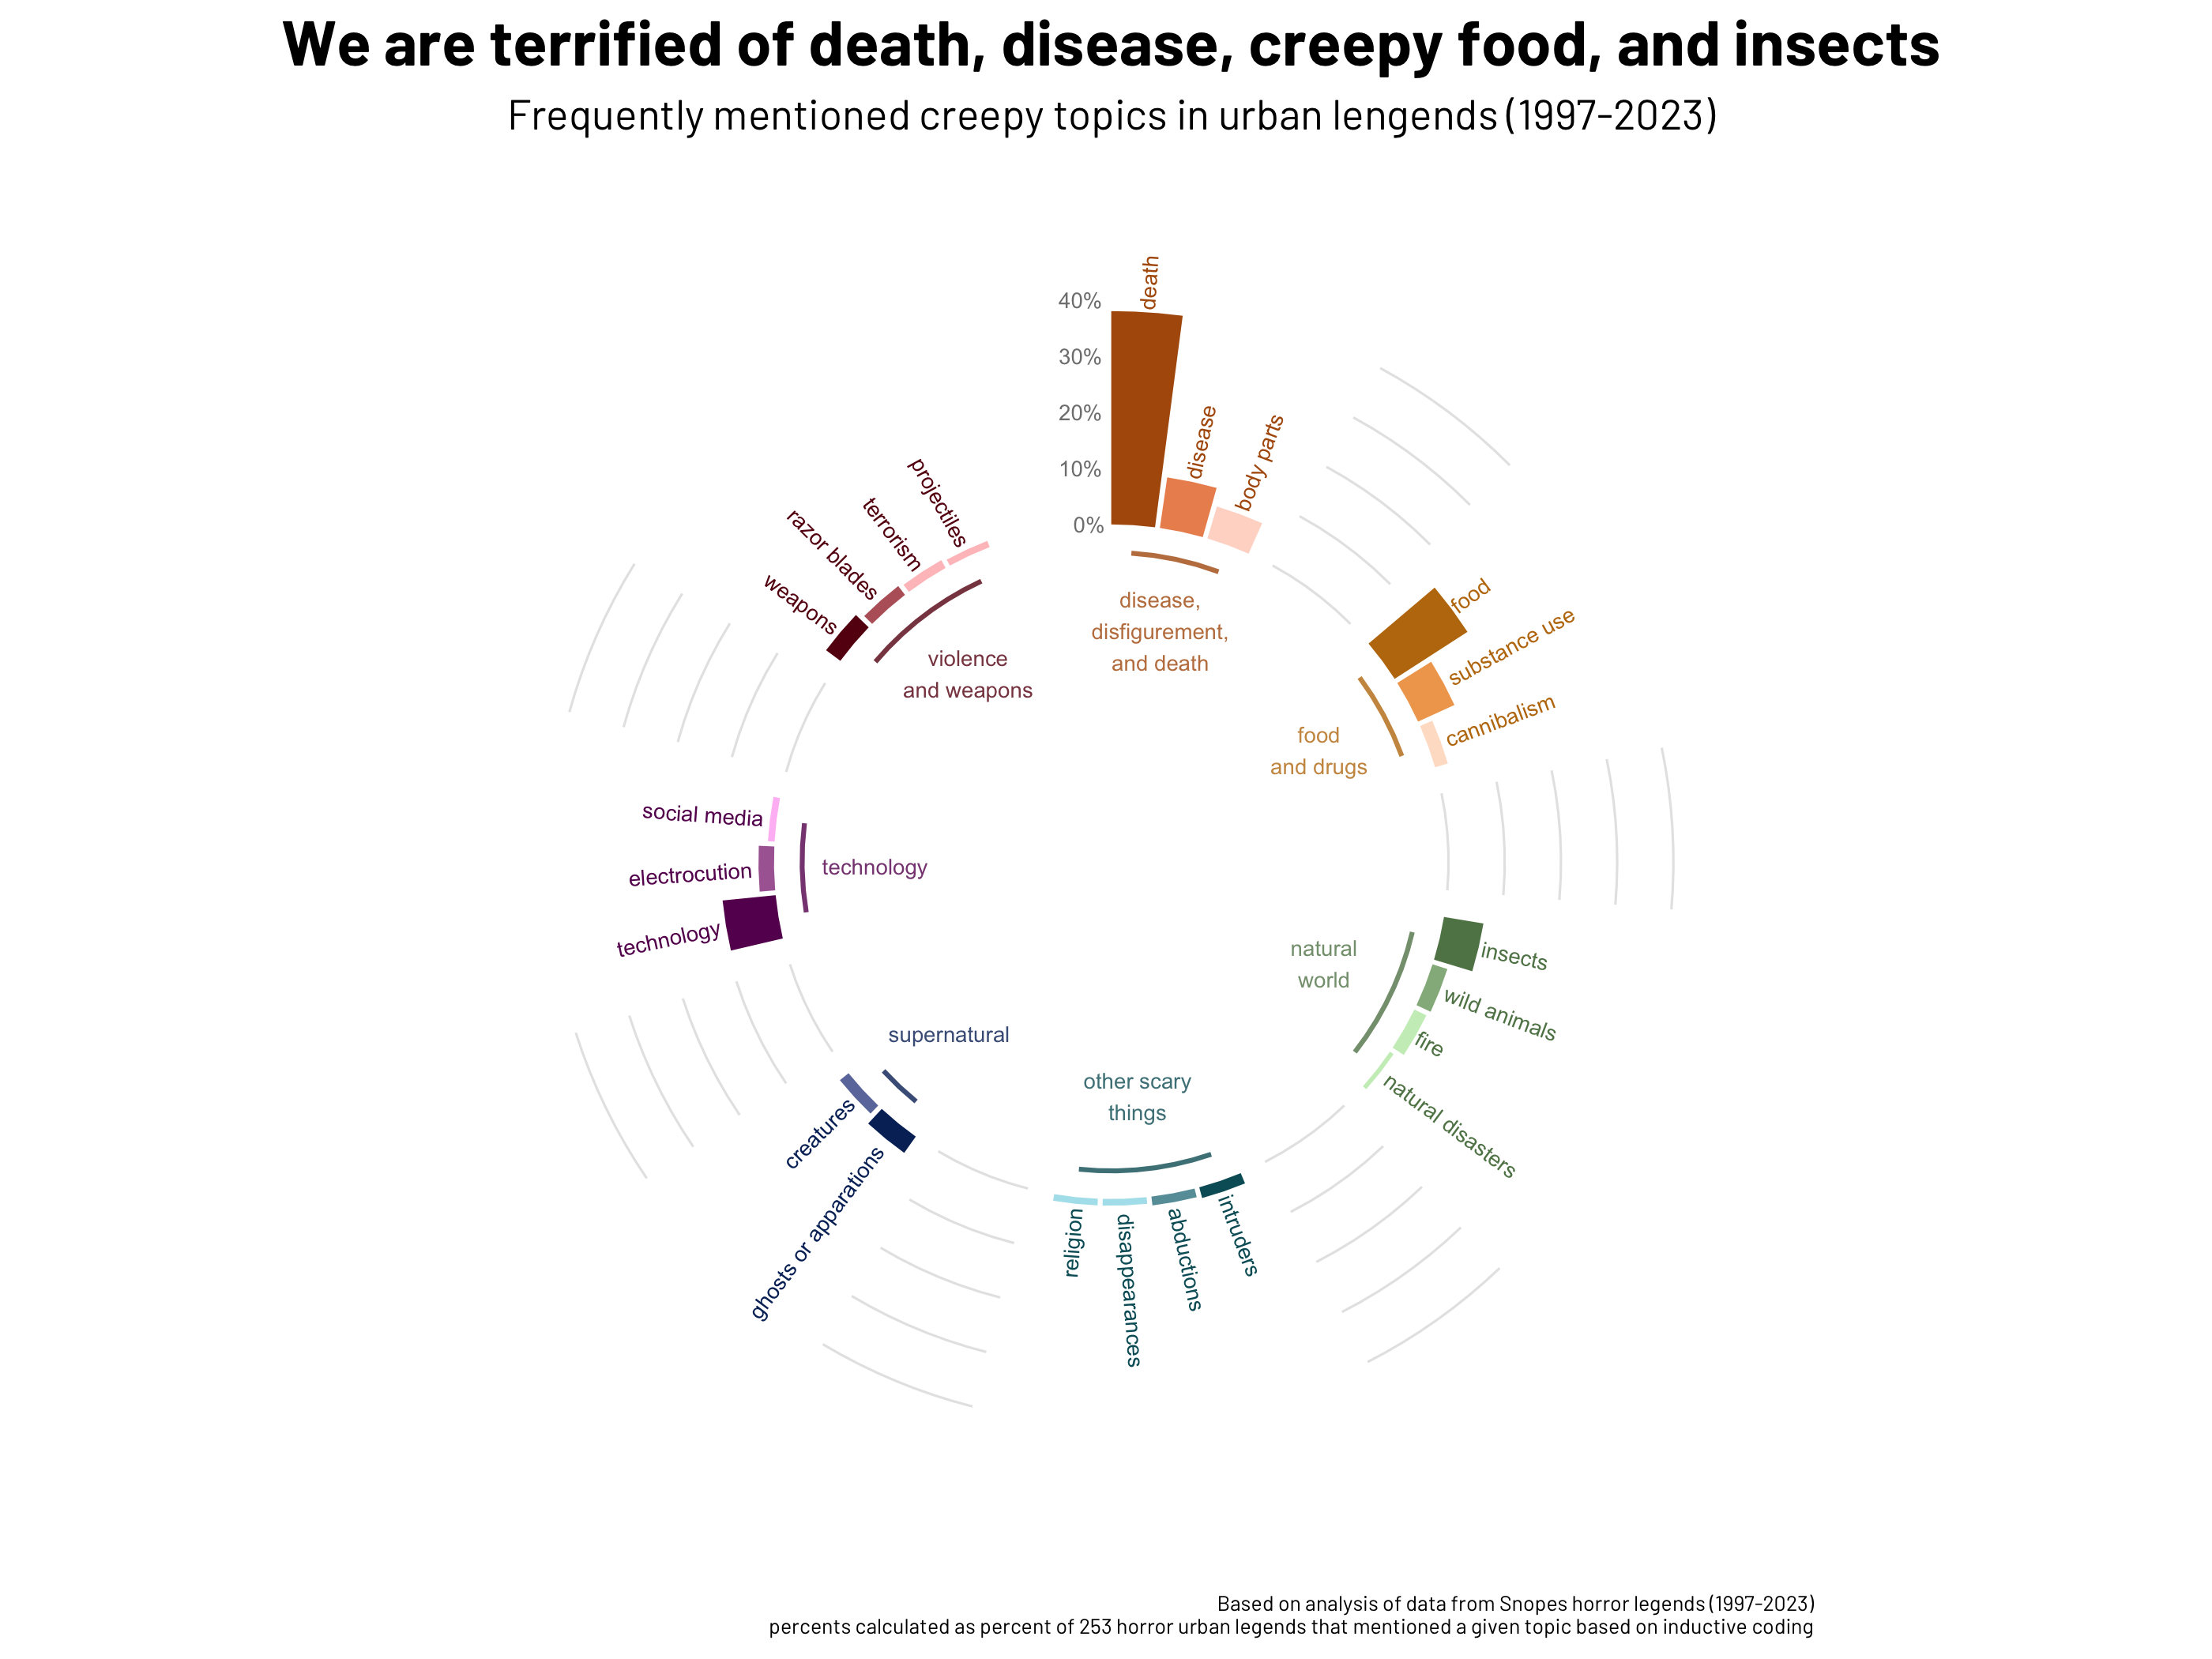 We are terrified of death, disease, creepy food, and insects
Frequently mentioned creepy topics in urban lengends (1997-2023)
40%
30%
20%
10%
0%
death
disease
body parts
disease,
disfigurement,
and death
food
substance use
cannibalism
food
and drugs
insects
wild animals
fire
natural disasters
natural
world
intruders
abductions
disappearances
religion
other scary
things
ghosts or apparations
creatures
supernatural
technology
electrocution
social media
technology
weapons
razor blades
terrorism
projectiles
violence
and weapons
Based on analysis of data from Snopes horror legends (1997-2023)
percents calculated as percent of 253 horror urban legends that mentioned a given topic based on inductive coding